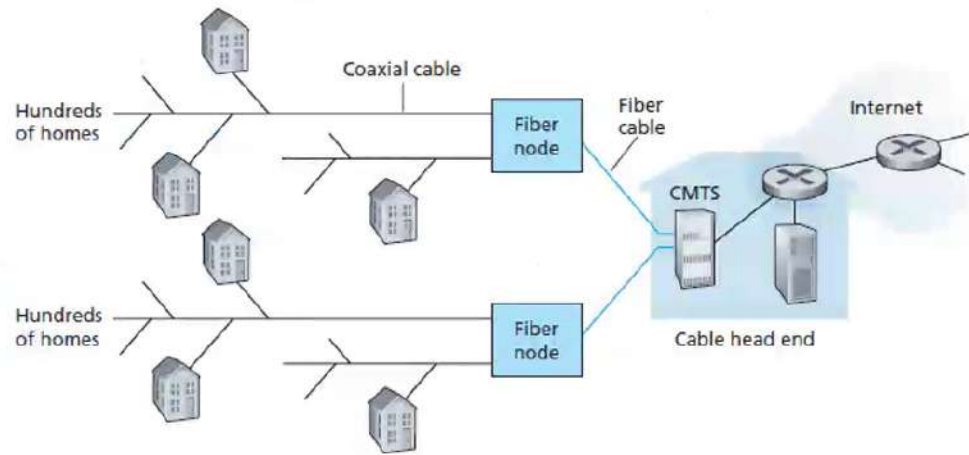 Coaxial cable
Hundreds
of homes
Fiber
node
Fiber
cable
Internet
CMTS
Hundreds
of homes
Fiber
node
Cable head end